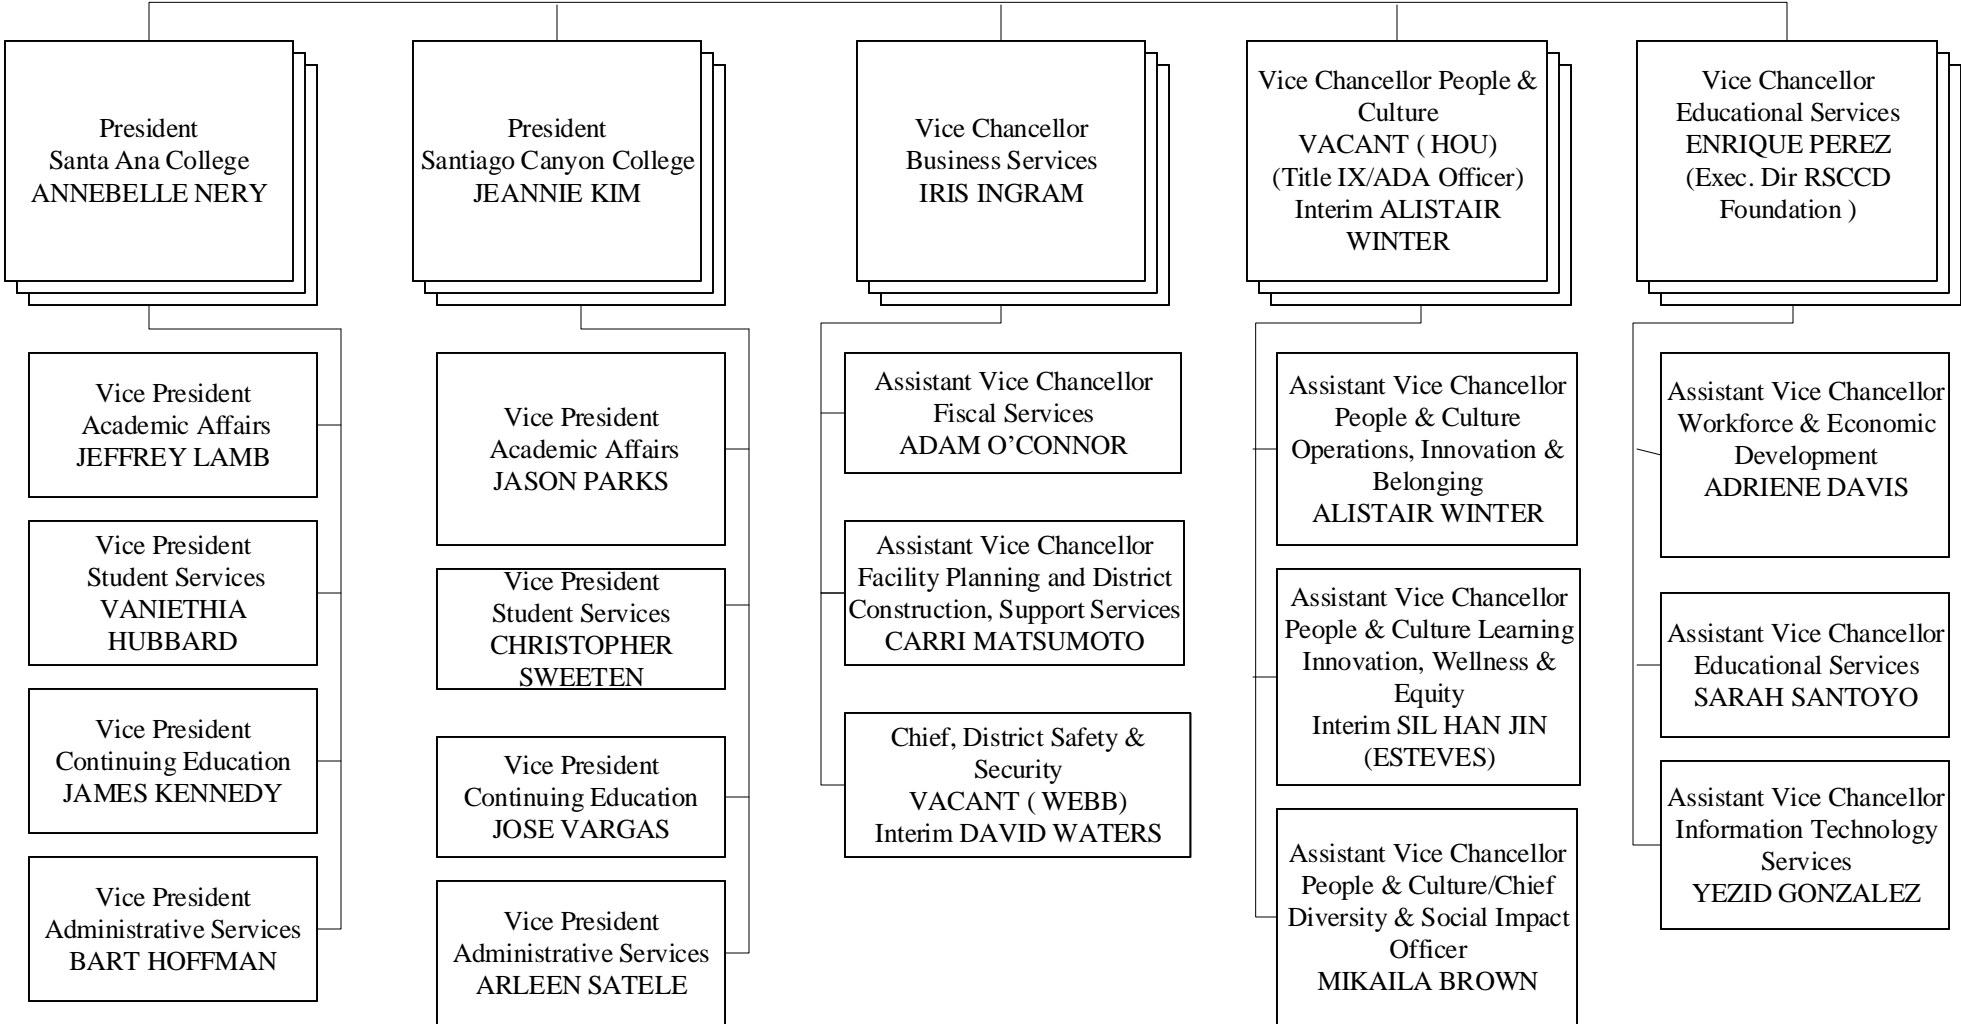 President
Santa Ana College
ANNEBELLE NERY
President
Santiago Canyon College
JEANNIE KIM
Vice Chancellor
Business Services
IRIS INGRAM
Vice Chancellor People &
Culture
VACANT ( HOU)
(Title IX/ADA Officer)
Interim ALISTAIR
WINTER
Vice Chancellor
Educational Services
ENRIQUE PEREZ
(Exec. Dir RSCCD
Foundation )
Vice President
Academic Affairs
JEFFREY LAMB
Vice President
Student Services
VANIETHIA
HUBBARD
Vice President
Continuing Education
JAMES KENNEDY
Vice President
Administrative Services
BART HOFFMAN
Vice President
Academic Affairs
JASON PARKS
Vice President
Student Services
CHRISTOPHER
SWEETEN
Vice President
Continuing Education
JOSE VARGAS
Vice President
Administrative Services
ARLEEN SATELE
Assistant Vice Chancellor
Fiscal Services
ADAM O’CONNOR
Assistant Vice Chancellor
Facility Planning and District
Construction, Support Services
CARRI MATSUMOTO
Chief, District Safety &
Security
VACANT ( WEBB)
Interim DAVID WATERS
Assistant Vice Chancellor
People & Culture
Operations, Innovation &
Belonging
ALISTAIR WINTER
Assistant Vice Chancellor
People & Culture Learning
Innovation, Wellness &
Equity
Interim SIL HAN JIN
(ESTEVES)
Assistant Vice Chancellor
People & Culture/Chief
Diversity & Social Impact
Officer
MIKAILA BROWN
Assistant Vice Chancellor
Workforce & Economic
Development
ADRIENE DAVIS
Assistant Vice Chancellor
Educational Services
SARAH SANTOYO
Assistant Vice Chancellor
Information Technology
Services
YEZID GONZALEZ